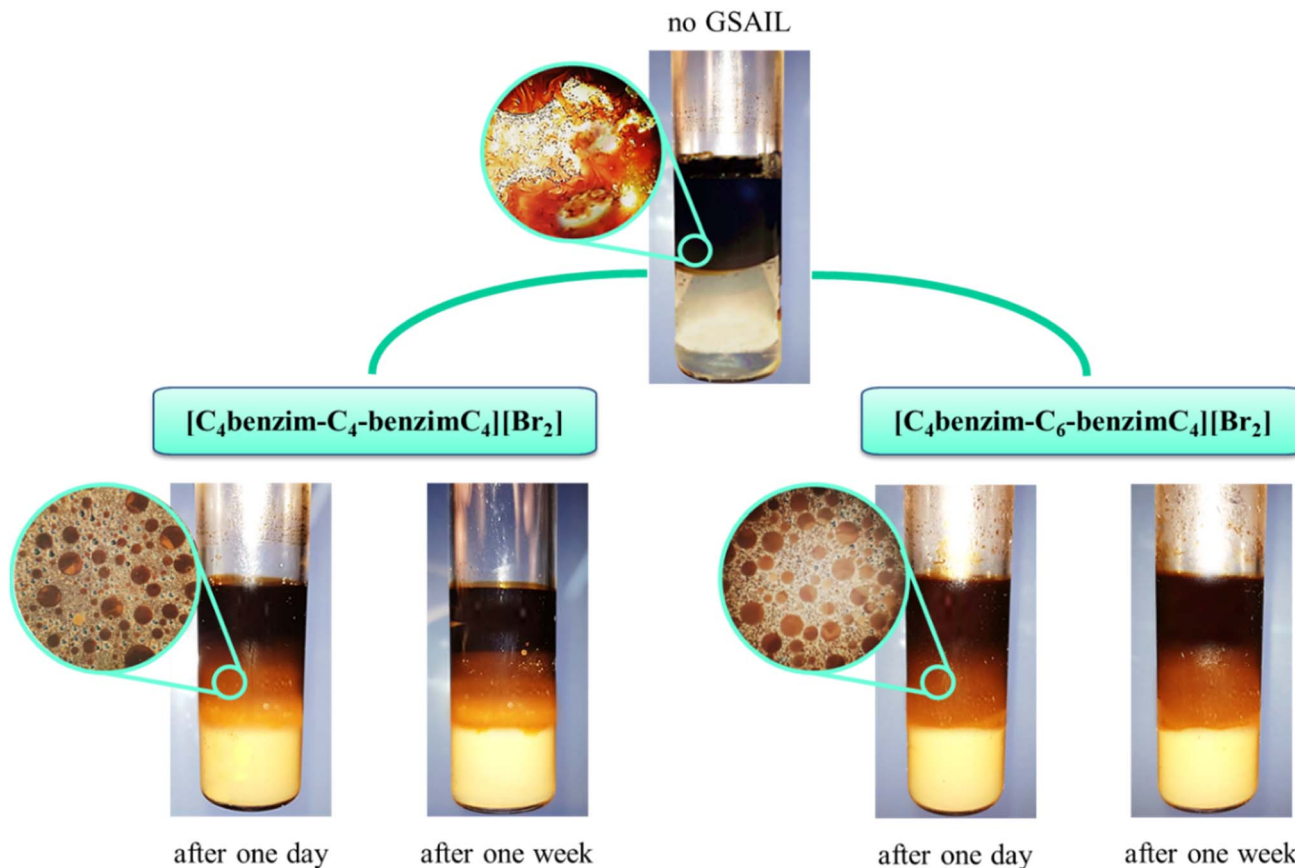 no GSAIL
[C₄benzim-C₄-benzimC₄][Br₂]
[C₄benzim-C₆-benzimC₄][Br₂]
after one day
after one week
after one day
after one week